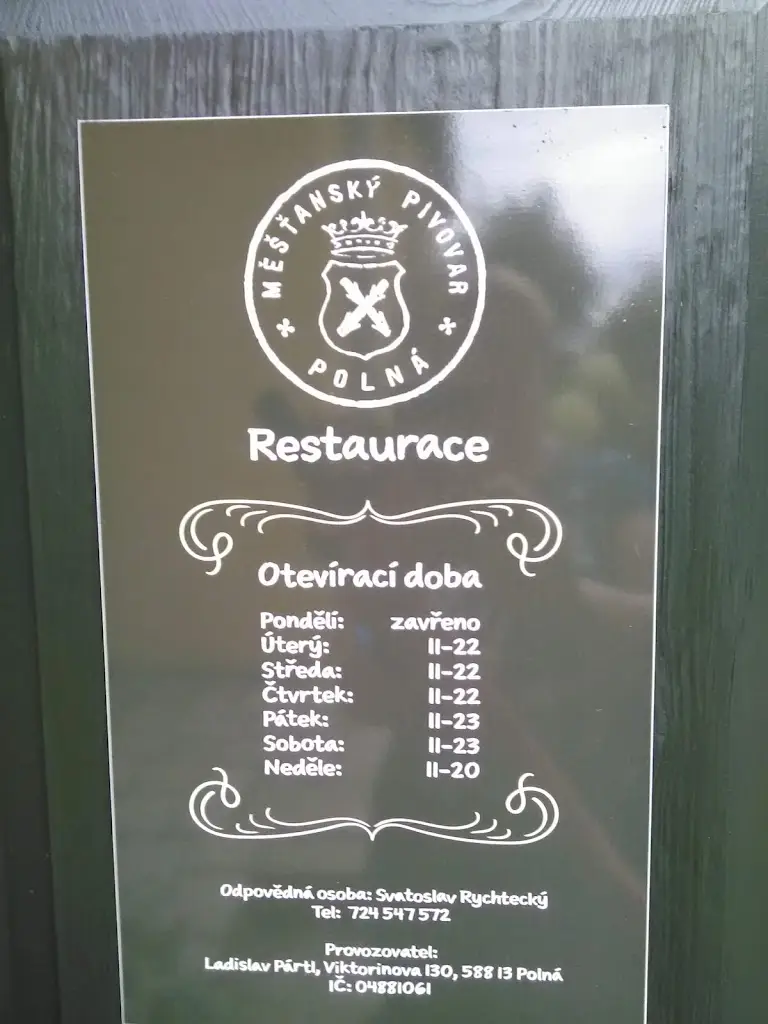 MĚŠŤANSKÝ PIVOVAR
POLNÁ
Restaurace
Otevírací doba
Pondělí: zavřeno
Úterý: 11-22
Středa: 11-22
Čtvrtek: 11-22
Pátek: 11-23
Sobota: 11-23
Neděle: 11-20
Odpovědná osoba: Svatoslav Rychtecký
Tel: 724 547 572
Provozovatel:
Ladislav Pártl, Viktorinova 130, 588 13 Polná
IČ: 04881061